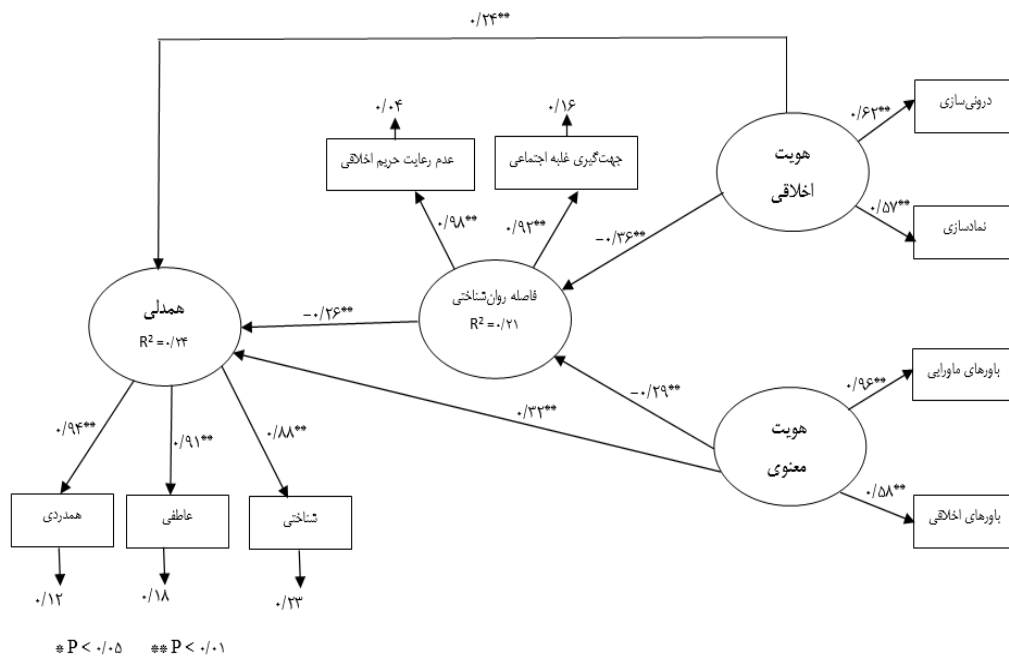 ۰/۲۴**
درونی‌سازی
۰/۶۲**
۰/۰۴
۰/۱۶
هویت
اخلاقی
عدم رعایت حریم اخلاقی
جهت‌گیری غلبه اجتماعی
۰/۵۷**
نمادسازی
۰/۹۸**
۰/۹۲**
−۰/۳۶**
همدلی
R² =۰/۲۴
−۰/۲۶**
فاصله روان‌شناختی
R² =۰/۲۱
باورهای ماورایی
۰/۹۶**
−۰/۲۹**
۰/۳۲**
هویت
معنوی
۰/۹۴**
۰/۹۱**
۰/۸۸**
۰/۵۸**
باورهای اخلاقی
همدردی
عاطفی
شناختی
۰/۱۲
۰/۱۸
۰/۲۳
* P < ۰/۰۵ ** P < ۰/۰۱